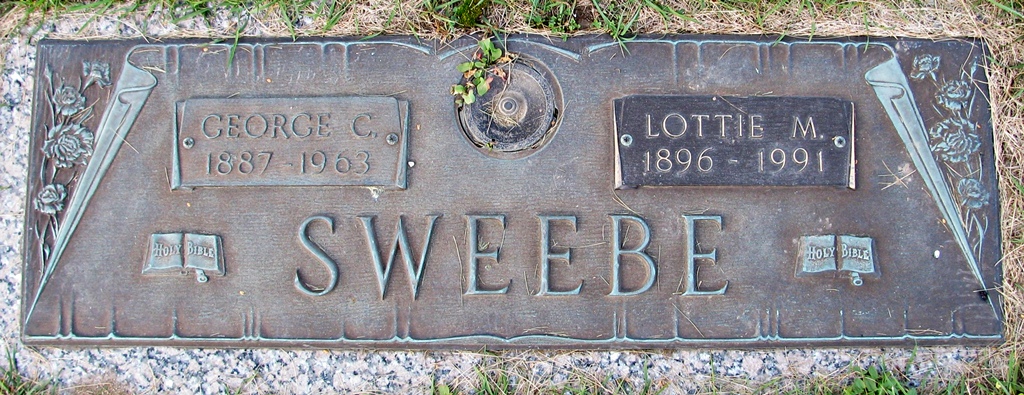 GEORGE C.
1887 - 1963
LOTTIE M.
1896 - 1991
HOLY BIBLE
SWEEBE
HOLY BIBLE